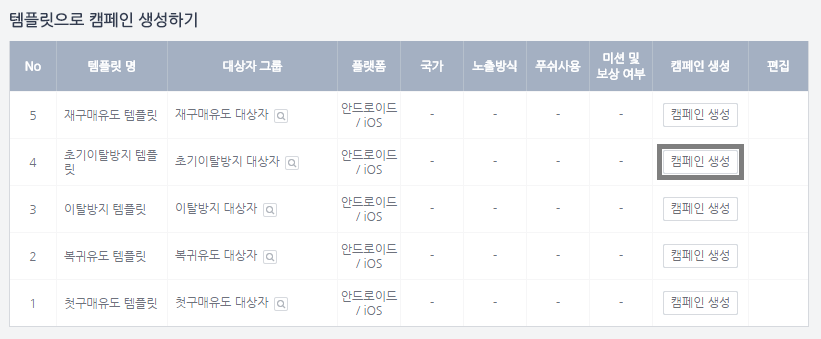 템플릿으로 캠페인 생성하기
No 템플릿 명 대상자 그룹 플랫폼 국가 노출방식 푸쉬사용 미션 및 보상 여부 캠페인 생성 편집
5 재구매유도 템플릿 재구매유도 대상자 안드로이드 / iOS - - - - 캠페인 생성
4 초기이탈방지 템플릿 초기이탈방지 대상자 안드로이드 / iOS - - - - 캠페인 생성
3 이탈방지 템플릿 이탈방지 대상자 안드로이드 / iOS - - - - 캠페인 생성
2 복귀유도 템플릿 복귀유도 대상자 안드로이드 / iOS - - - - 캠페인 생성
1 첫구매유도 템플릿 첫구매유도 대상자 안드로이드 / iOS - - - - 캠페인 생성